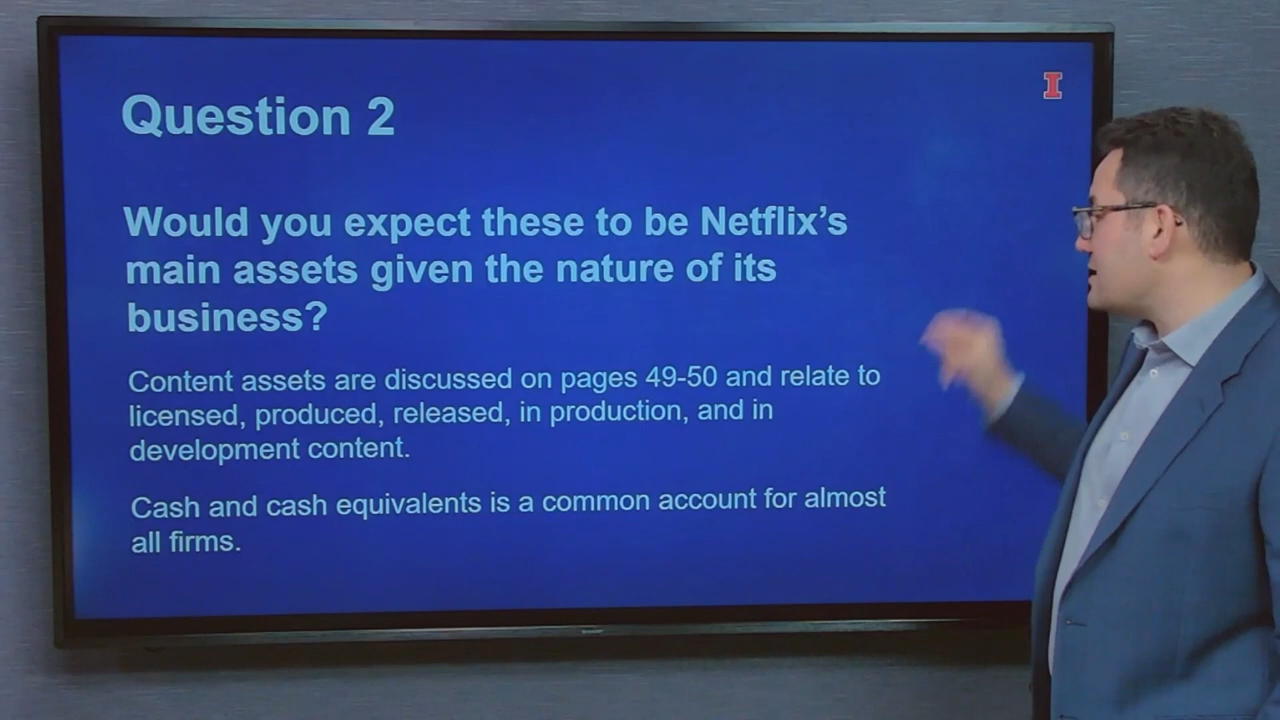 I
Question 2
Would you expect these to be Netflix's
main assets given the nature of its
business?
Content assets are discussed on pages 49-50 and relate to
licensed, produced, released, in production, and in
development content.
Cash and cash equivalents is a common account for almost
all firms.